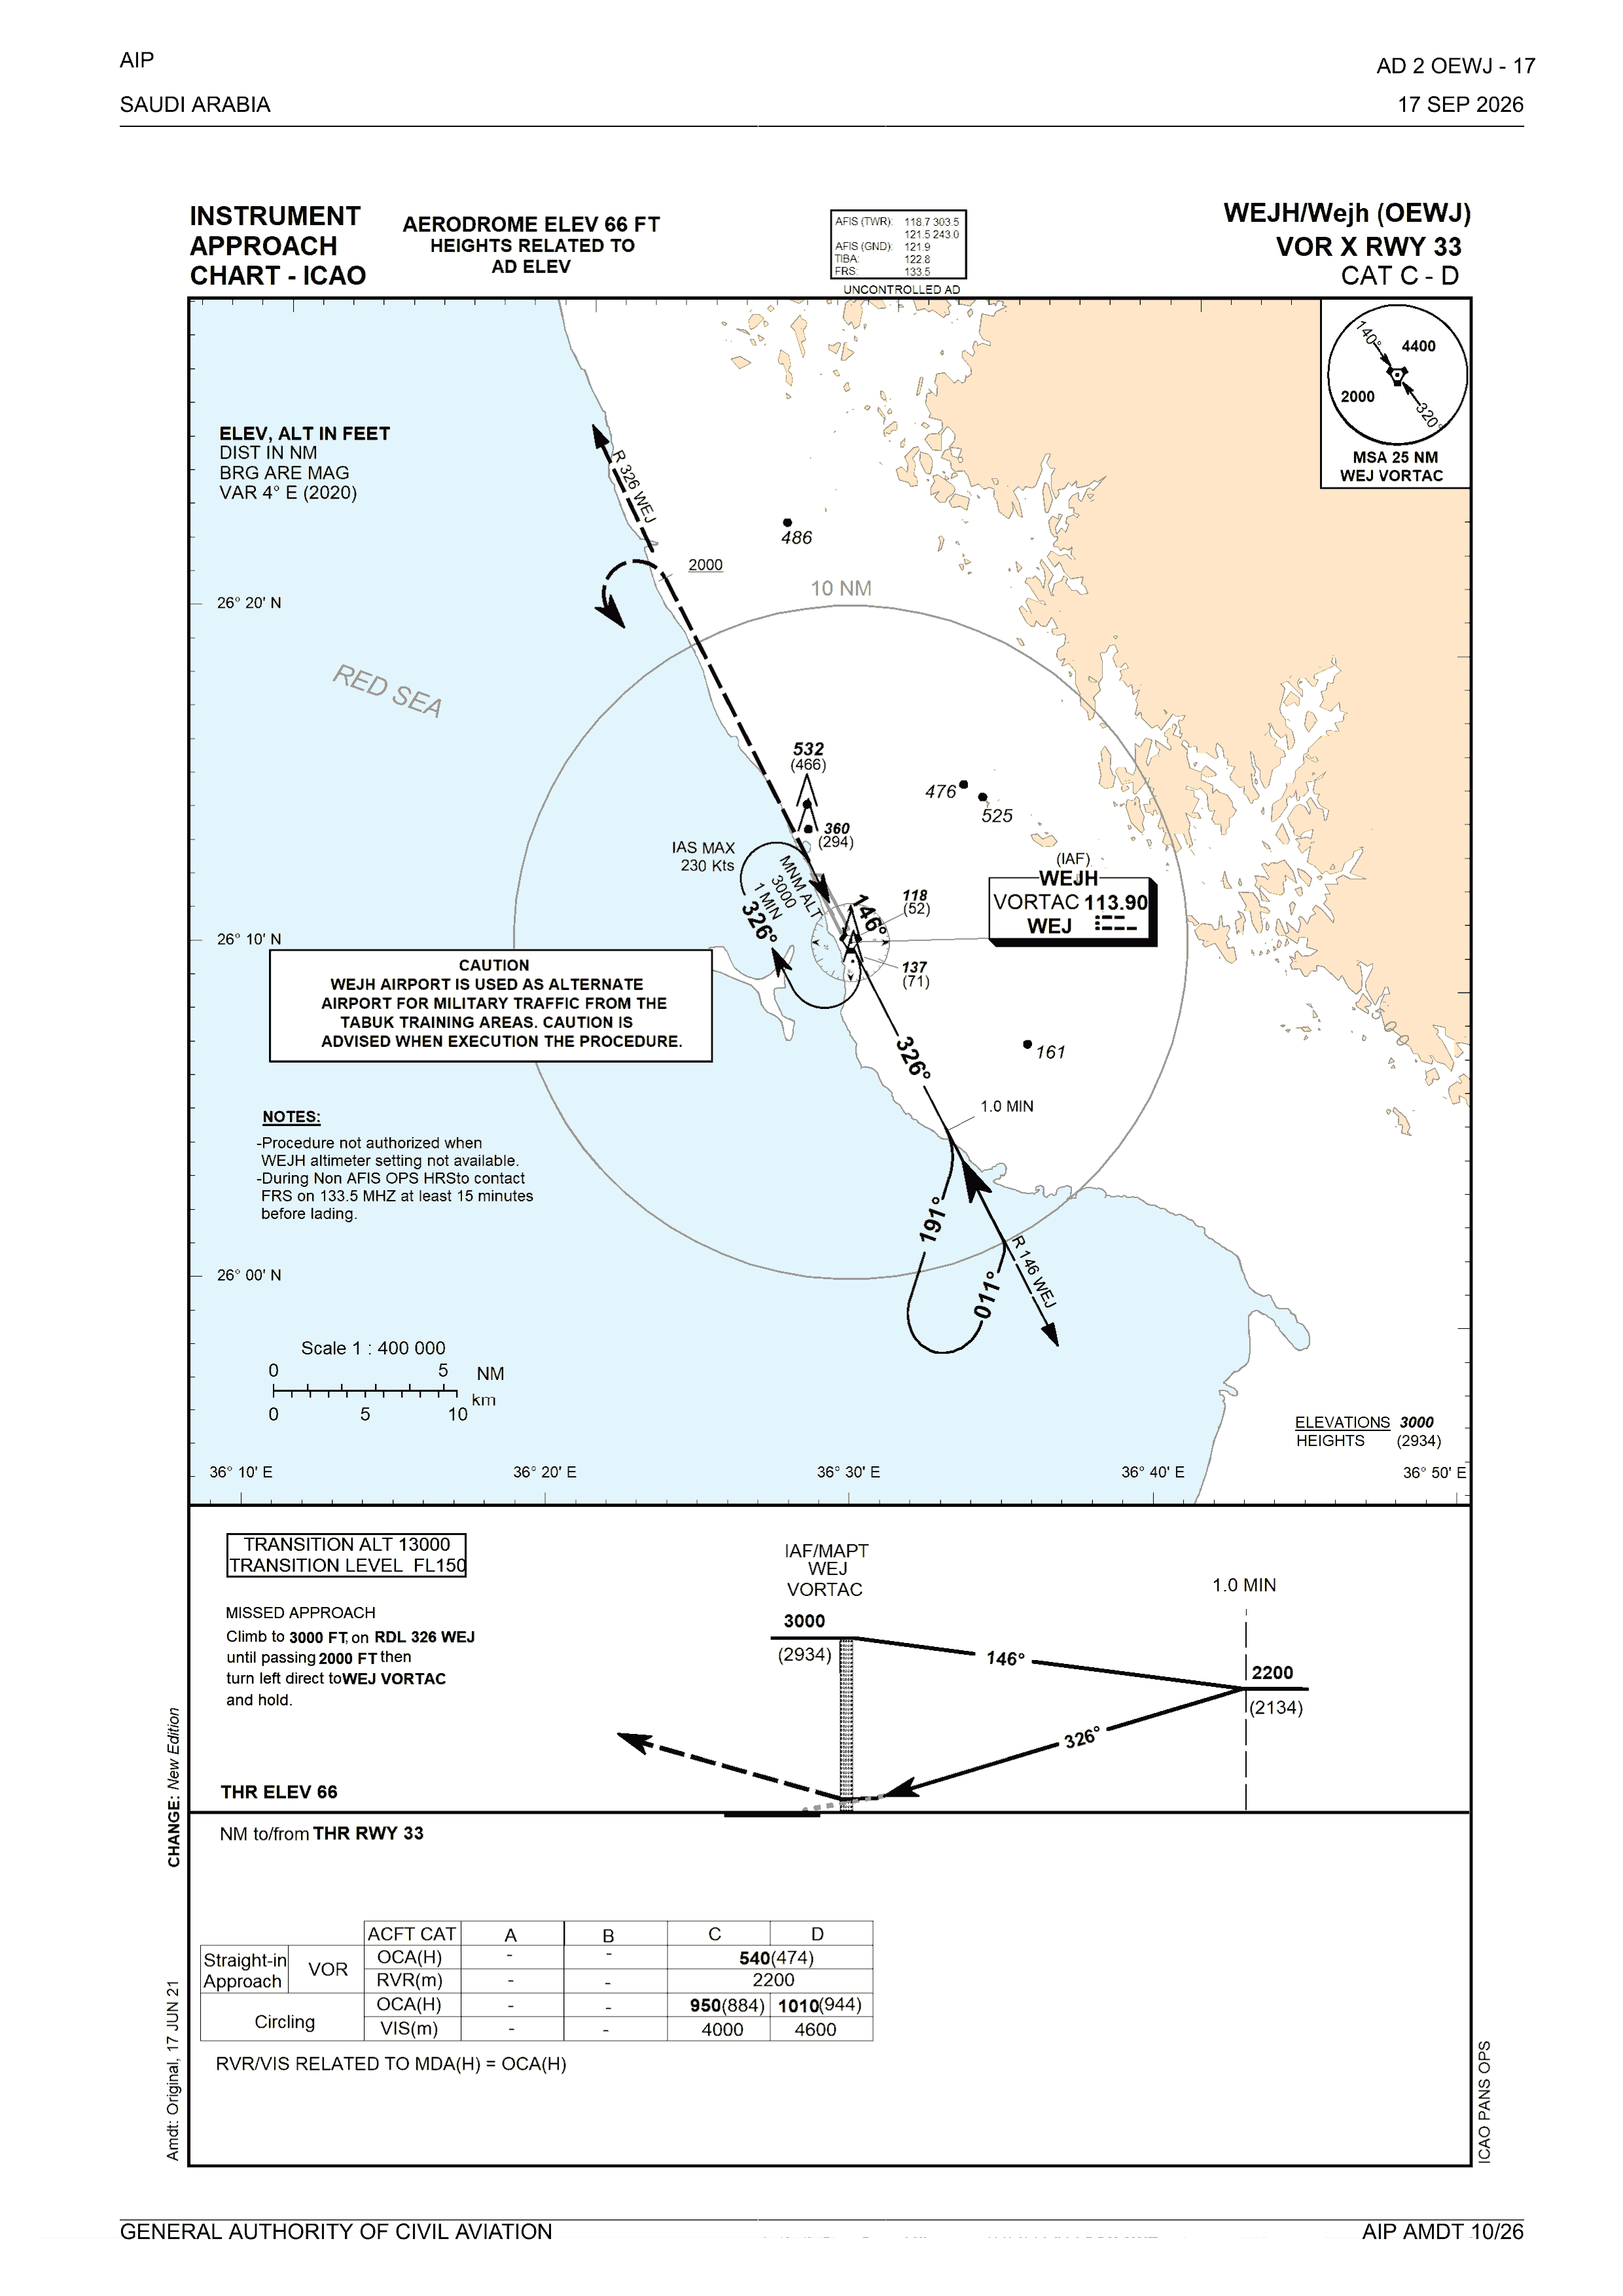 AIP
SAUDI ARABIA
AD 2 OEWJ - 17
17 SEP 2026
INSTRUMENT
APPROACH
CHART - ICAO
AERODROME ELEV 66 FT
HEIGHTS RELATED TO
AD ELEV
AFIS (TWR): 118.7 303.5
121.5 243.0
AFIS (GND): 121.9
TIBA: 122.8
FRS: 133.5
UNCONTROLLED AD
WEJH/Wejh (OEWJ)
VOR X RWY 33
CAT C - D
140°
4400
2000
320°
MSA 25 NM
WEJ VORTAC
ELEV, ALT IN FEET
DIST IN NM
BRG ARE MAG
VAR 4° E (2020)
R 326 WEJ
486
2000
10 NM
26° 20' N
RED SEA
532
(466)
476
525
360
(294)
IAS MAX
230 Kts
MNM ALT
3000
1 MIN
326°
146°
118
(52)
(IAF)
WEJH
VORTAC 113.90
WEJ
26° 10' N
137
(71)
CAUTION
WEJH AIRPORT IS USED AS ALTERNATE
AIRPORT FOR MILITARY TRAFFIC FROM THE
TABUK TRAINING AREAS. CAUTION IS
ADVISED WHEN EXECUTION THE PROCEDURE.
326°
161
1.0 MIN
NOTES:
-Procedure not authorized when
WEJH altimeter setting not available.
-During Non AFIS OPS HRSto contact
FRS on 133.5 MHZ at least 15 minutes
before lading.
191°
011°
R 146 WEJ
26° 00' N
Scale 1 : 400 000
0 5 NM
km
0 5 10
ELEVATIONS 3000
HEIGHTS (2934)
36° 10' E
36° 20' E
36° 30' E
36° 40' E
36° 50' E
TRANSITION ALT 13000
TRANSITION LEVEL FL150
MISSED APPROACH
Climb to 3000 FT, on RDL 326 WEJ
until passing 2000 FT then
turn left direct to WEJ VORTAC
and hold.
IAF/MAPT
WEJ
VORTAC
3000
(2934)
146°
1.0 MIN
2200
(2134)
326°
THR ELEV 66
NM to/from THR RWY 33
ACFT CAT A B C D
Straight-in
Approach
VOR
OCA(H) - - 540(474)
RVR(m) - - 2200
Circling
OCA(H) - - 950(884) 1010(944)
VIS(m) - - 4000 4600
RVR/VIS RELATED TO MDA(H) = OCA(H)
CHANGE: New Edition
Amdt: Original, 17 JUN 21
ICAO PANS OPS
GENERAL AUTHORITY OF CIVIL AVIATION
AIP AMDT 10/26